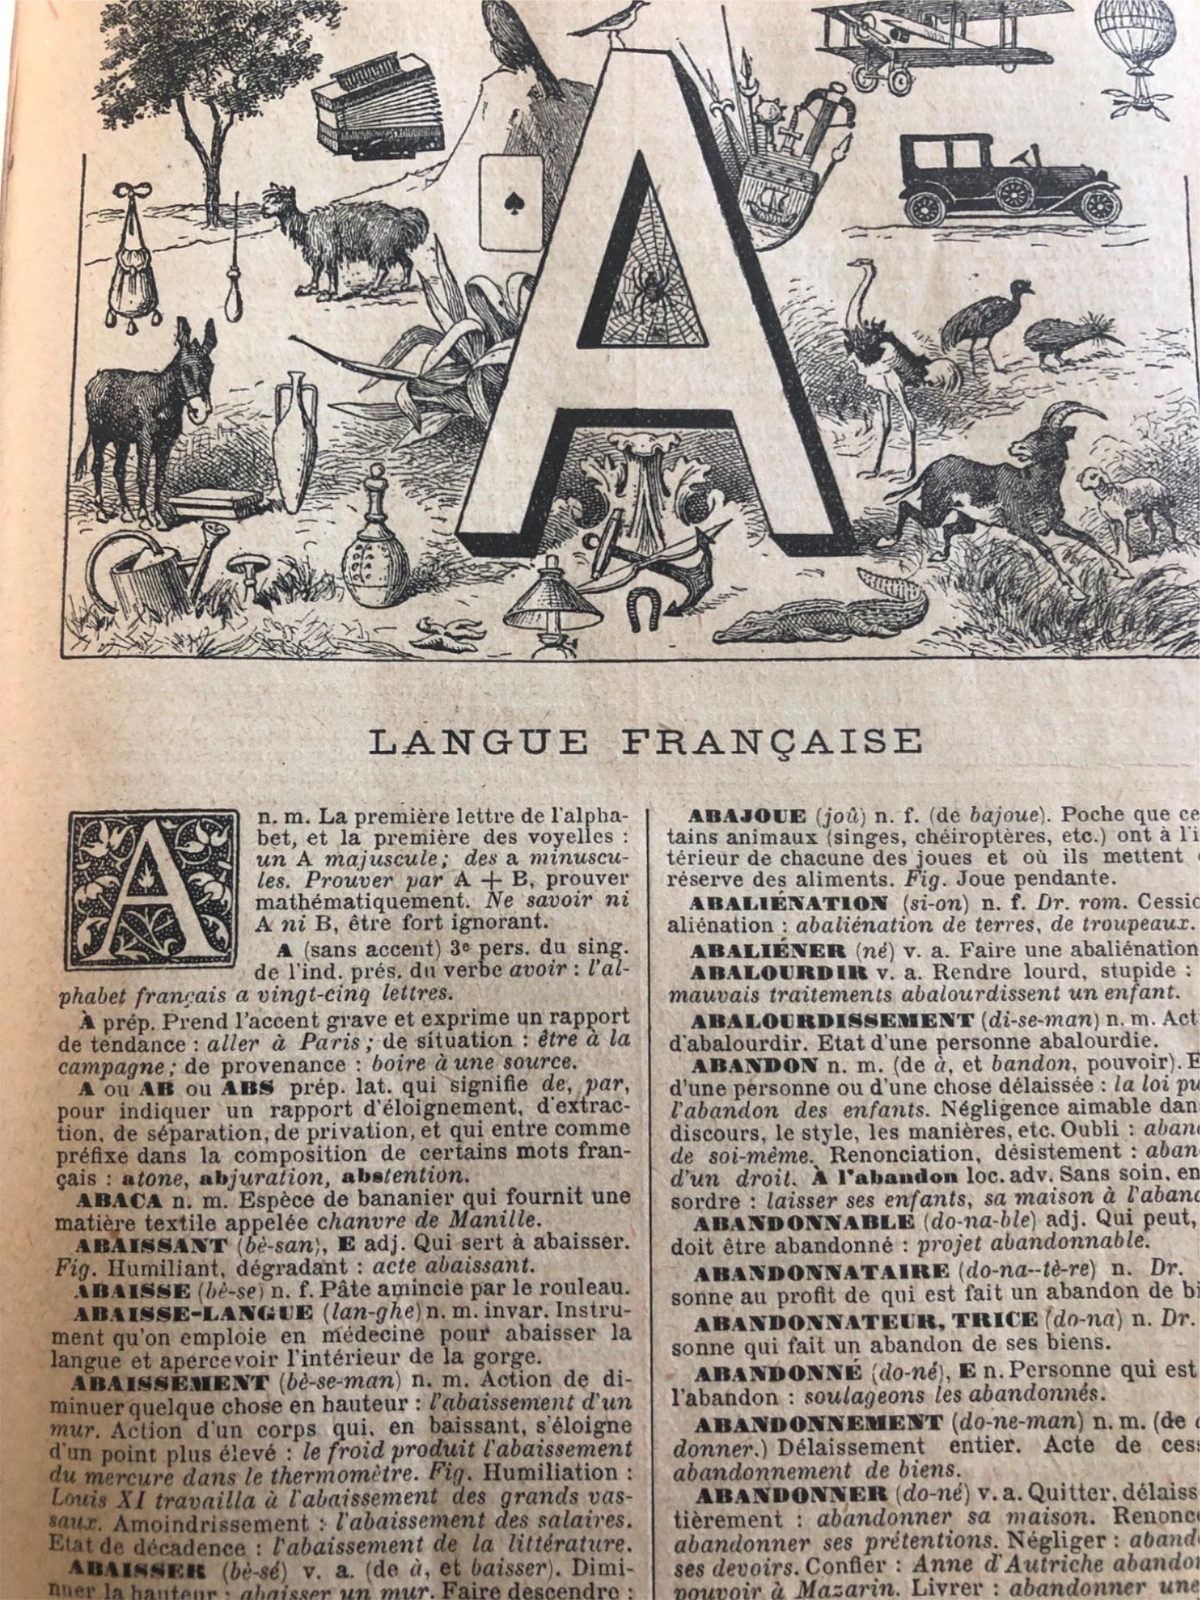 A
LANGUE FRANÇAISE
A n. m. La première lettre de l'alpha-
bet, et la première des voyelles :
un A majuscule ; des a minuscu-
les. Prouver par A + B, prouver
mathématiquement. Ne savoir ni
A ni B, être fort ignorant.
A (sans accent) 3e pers. du sing.
de l'ind. prés. du verbe avoir : l'al-
phabet français a vingt-cinq lettres.
À prép. Prend l'accent grave et exprime un rapport
de tendance : aller à Paris ; de situation : être à la
campagne ; de provenance : boire à une source.
A ou AB ou ABS prép. lat. qui signifie de, par,
pour indiquer un rapport d'éloignement, d'extrac-
tion, de séparation, de privation, et qui entre comme
préfixe dans la composition de certains mots fran-
çais : atone, abjuration, abstention.
ABACA n. m. Espèce de bananier qui fournit une
matière textile appelée chanvre de Manille.
ABAISSANT (bè-san), E adj. Qui sert à abaisser.
Fig. Humiliant, dégradant : acte abaissant.
ABAISSE (bè-se) n. f. Pâte amincie par le rouleau.
ABAISSE-LANGUE (lan-ghe) n. m. invar. Instru-
ment qu'on emploie en médecine pour abaisser la
langue et apercevoir l'intérieur de la gorge.
ABAISSEMENT (bè-se-man) n. m. Action de di-
minuer quelque chose en hauteur : l'abaissement d'un
mur. Action d'un corps qui, en baissant, s'éloigne
d'un point plus élevé : le froid produit l'abaissement
du mercure dans le thermomètre. Fig. Humiliation :
Louis XI travailla à l'abaissement des grands vas-
saux. Amoindrissement : l'abaissement des salaires.
Etat de décadence : l'abaissement de la littérature.
ABAISSER (bè-sé) v. a. (de à, et baisser). Dimi-
nuer la hauteur : abaisser un mur. Faire descendre :
ABAJOUE (joû) n. f. (de bajoue). Poche que ce
tains animaux (singes, chéiroptères, etc.) ont à l'i
térieur de chacune des joues et où ils mettent
réserve des aliments. Fig. Joue pendante.
ABALIÉNATION (si-on) n. f. Dr. rom. Cessio
aliénation : abaliénation de terres, de troupeaux.
ABALIÉNER (né) v. a. Faire une abaliénation
ABALOURDIR v. a. Rendre lourd, stupide :
mauvais traitements abalourdissent un enfant.
ABALOURDISSEMENT (di-se-man) n. m. Act
d'abalourdir. Etat d'une personne abalourdie.
ABANDON n. m. (de à, et bandon, pouvoir). E
d'une personne ou d'une chose délaissée : la loi pu
l'abandon des enfants. Négligence aimable dan
discours, le style, les manières, etc. Oubli : aban
de soi-même. Renonciation, désistement : aban
d'un droit. À l'abandon loc. adv. Sans soin, en
sordre : laisser ses enfants, sa maison à l'aband
ABANDONNABLE (do-na-ble) adj. Qui peut,
doit être abandonné : projet abandonnable.
ABANDONNATAIRE (do-na--tè-re) n. Dr.
sonne au profit de qui est fait un abandon de bi
ABANDONNATEUR, TRICE (do-na) n. Dr.
sonne qui fait un abandon de ses biens.
ABANDONNÉ (do-né), E n. Personne qui est
l'abandon : soulageons les abandonnés.
ABANDONNEMENT (do-ne-man) n. m. (de
donner.) Délaissement entier. Acte de ces
abandonnement de biens.
ABANDONNER (do-né) v. a. Quitter, délaiss
tièrement : abandonner sa maison. Renonc
abandonner ses prétentions. Négliger : aband
ses devoirs. Confier : Anne d'Autriche abandon
pouvoir à Mazarin. Livrer : abandonner une